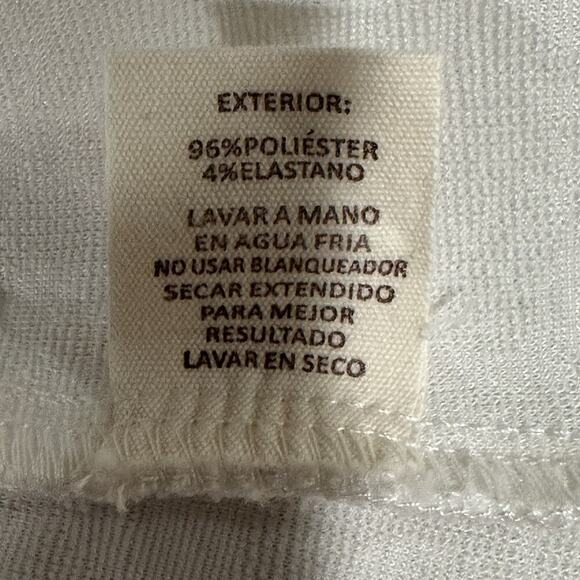 EXTERIOR:
96%POLIÉSTER
4%ELASTANO
LAVAR A MANO
EN AGUA FRIA
NO USAR BLANQUEADOR
SECAR EXTENDIDO
PARA MEJOR
RESULTADO
LAVAR EN SECO